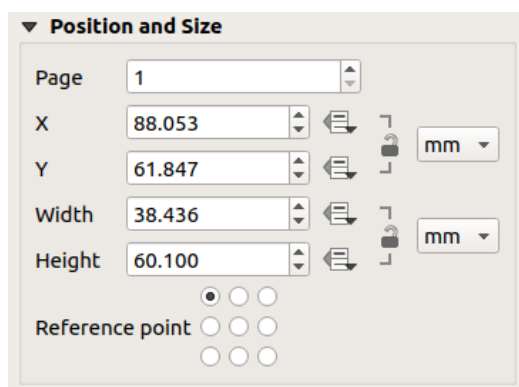 Position and Size
Page 1
X 88.053
mm
Y 61.847
Width 38.436
mm
Height 60.100
Reference point